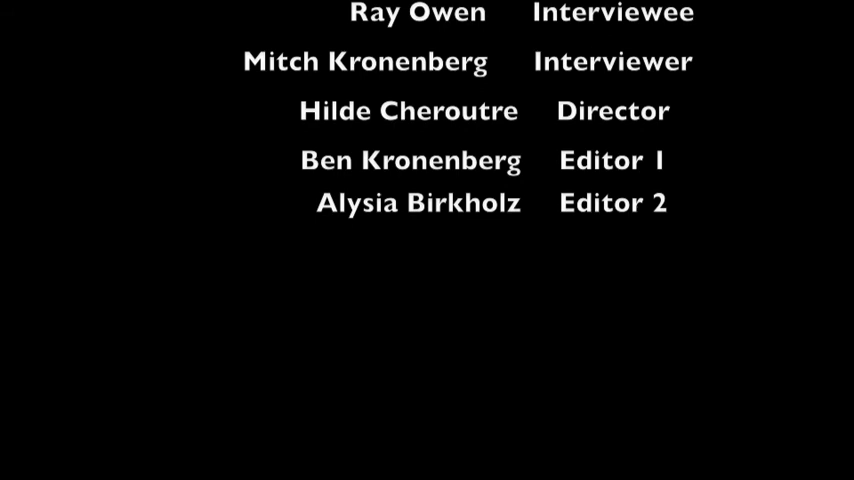 Ray Owen Interviewee
Mitch Kronenberg Interviewer
Hilde Cheroutre Director
Ben Kronenberg Editor 1
Alysia Birkholz Editor 2